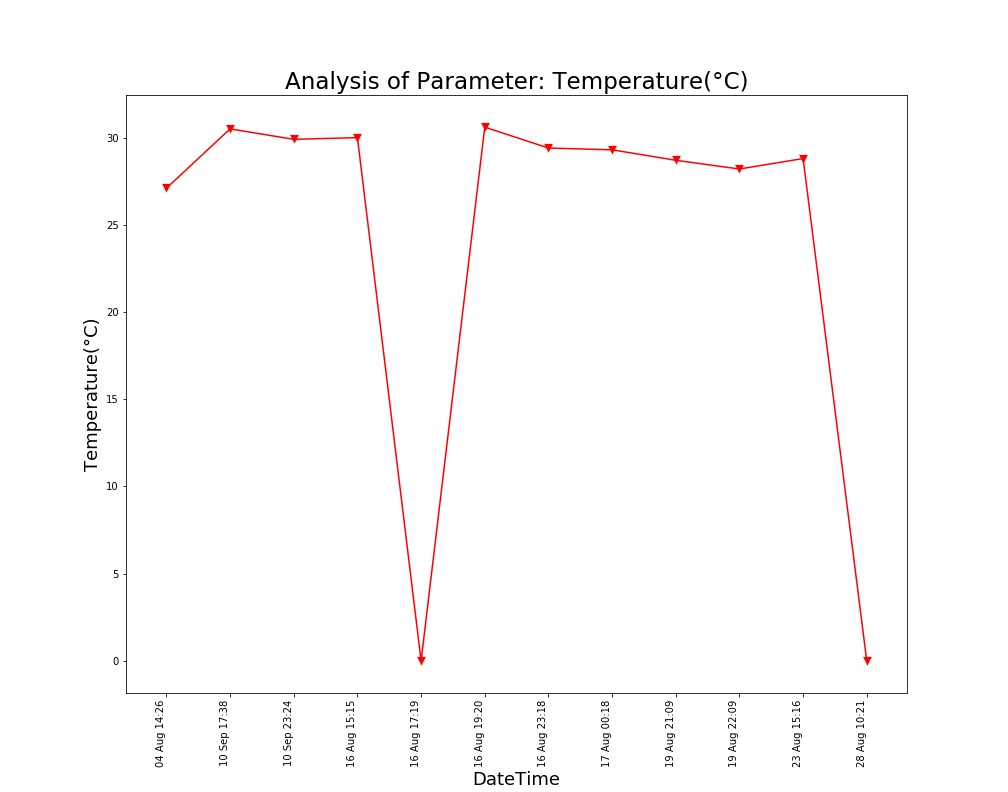 Analysis of Parameter: Temperature(°C)
Temperature(°C)
30
25
20
15
10
5
0
04 Aug 14:26
10 Sep 17:38
10 Sep 23:24
16 Aug 15:15
16 Aug 17:19
16 Aug 19:20
16 Aug 23:18
17 Aug 00:18
19 Aug 21:09
19 Aug 22:09
23 Aug 15:16
28 Aug 10:21
DateTime